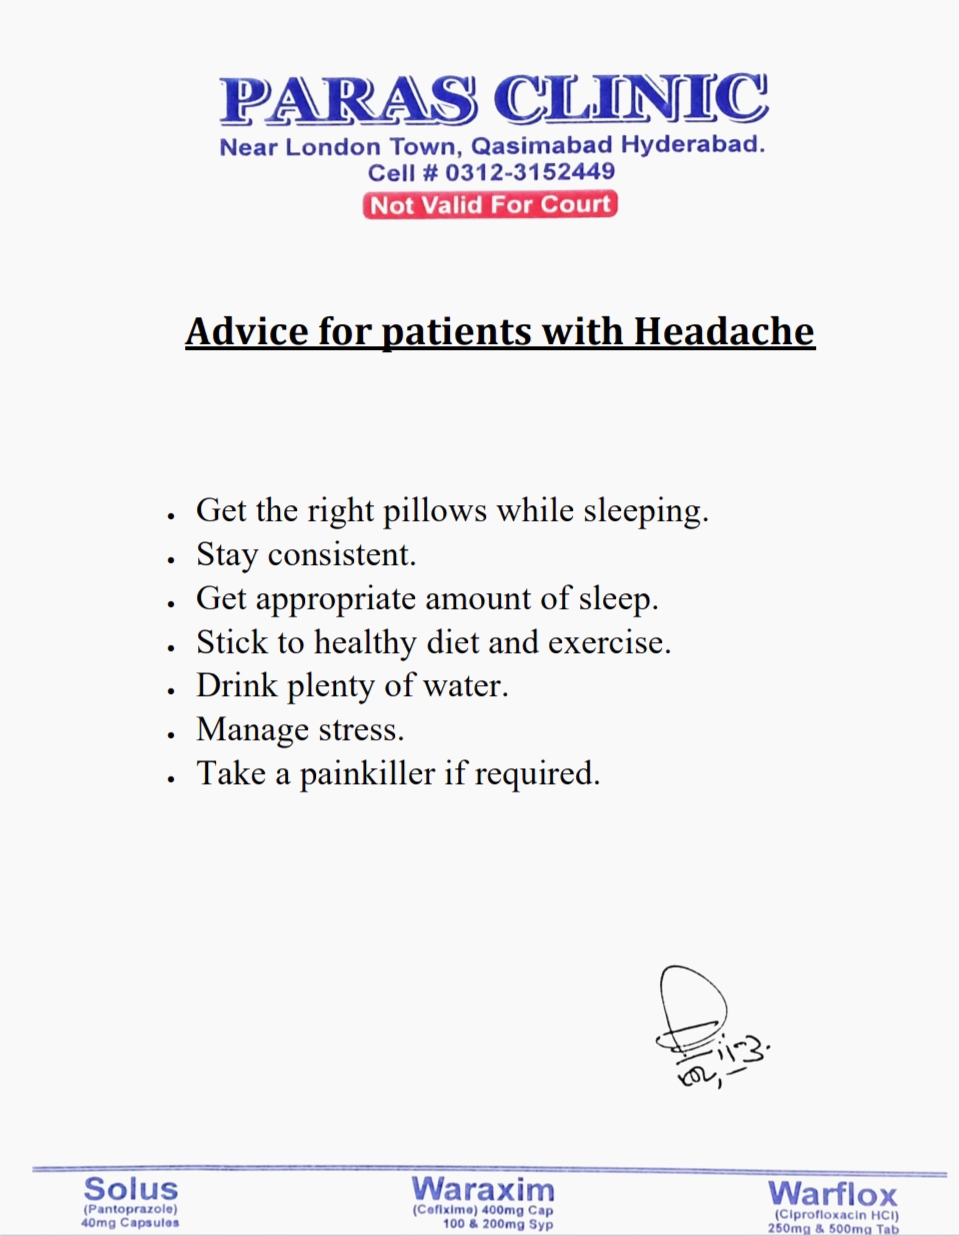 PARAS CLINIC
Near London Town, Qasimabad Hyderabad.
Cell # 0312-3152449
Not Valid For Court
Advice for patients with Headache
• Get the right pillows while sleeping.
• Stay consistent.
• Get appropriate amount of sleep.
• Stick to healthy diet and exercise.
• Drink plenty of water.
• Manage stress.
• Take a painkiller if required.
Solus
(Pantoprazole)
40mg Capsules
Waraxim
(Cefixime) 400mg Cap
100 & 200mg Syp
Warflox
(Ciprofloxacin HCl)
250mg & 500mg Tab